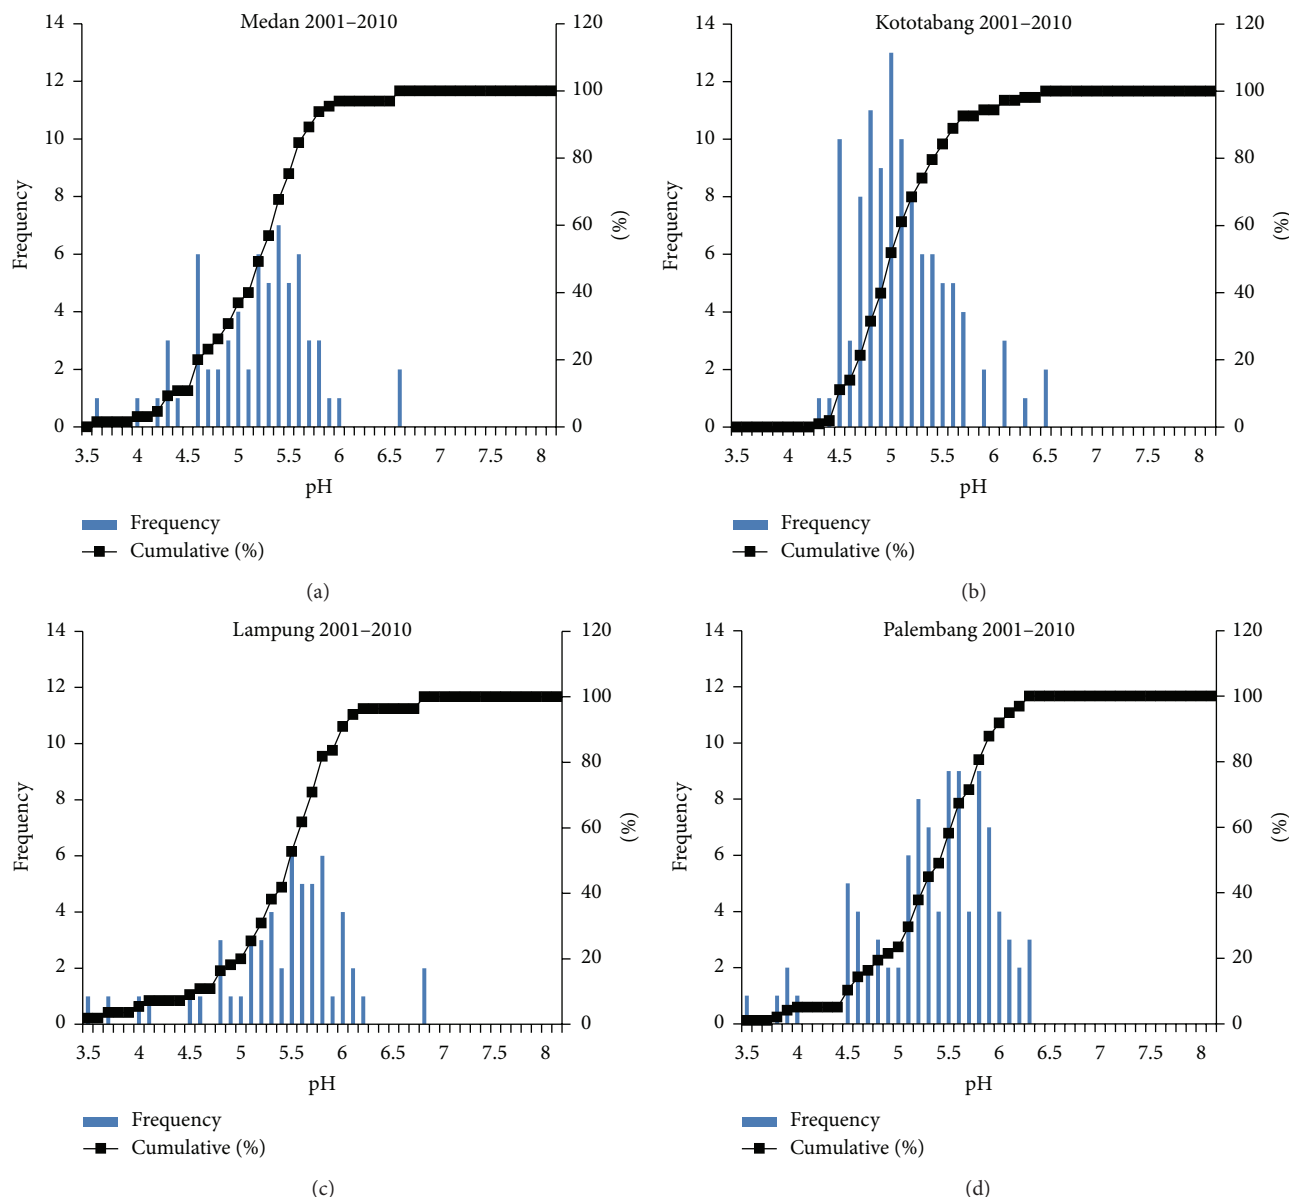 Medan 2001–2010
14
12
10
8
6
4
2
0
Frequency
120
100
80
60
40
20
0
(%)
3.5 4 4.5 5 5.5 6 6.5 7 7.5 8
pH
Frequency
Cumulative (%)
(a)
Kototabang 2001–2010
14
12
10
8
6
4
2
0
Frequency
120
100
80
60
40
20
0
(%)
3.5 4 4.5 5 5.5 6 6.5 7 7.5 8
pH
Frequency
Cumulative (%)
(b)
Lampung 2001–2010
14
12
10
8
6
4
2
0
Frequency
120
100
80
60
40
20
0
(%)
3.5 4 4.5 5 5.5 6 6.5 7 7.5 8
pH
Frequency
Cumulative (%)
(c)
Palembang 2001–2010
14
12
10
8
6
4
2
0
Frequency
120
100
80
60
40
20
0
(%)
3.5 4 4.5 5 5.5 6 6.5 7 7.5 8
pH
Frequency
Cumulative (%)
(d)